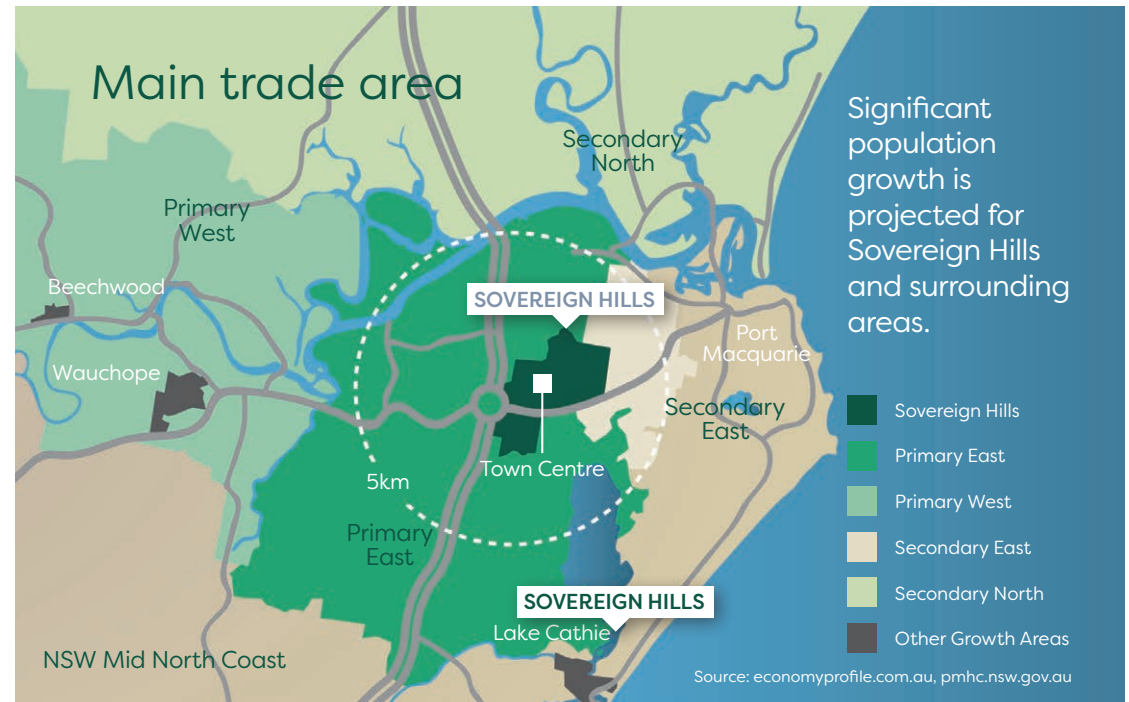 Main trade area
Significant
population
growth is
projected for
Sovereign Hills
and surrounding
areas.
Secondary
North
Primary
West
Beechwood
SOVEREIGN HILLS
Port
Macquarie
Wauchope
Secondary
East
Town Centre
5km
Primary
East
SOVEREIGN HILLS
Lake Cathie
NSW Mid North Coast
Sovereign Hills
Primary East
Primary West
Secondary East
Secondary North
Other Growth Areas
Source: economyprofile.com.au, pmhc.nsw.gov.au